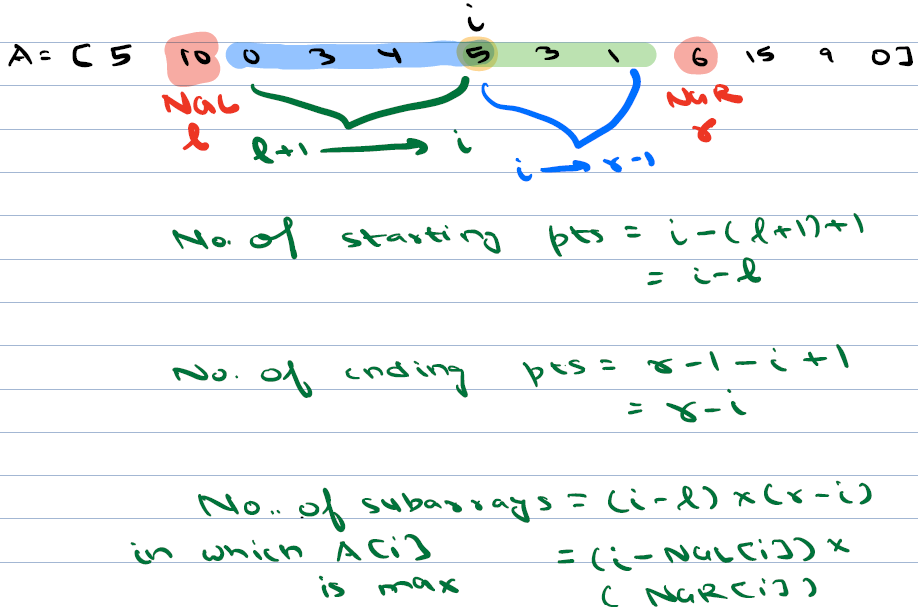 i
A = [ 5 10 0 3 4 5 3 1 6 15 9 0]
NGL NGR
l r
l+1 → i
i → r-1
No. of starting pts = i-(l+1)+1
= i-l
No. of ending pts = r-1-i+1
= r-i
No. of subarrays = (i-l) x (r-i)
in which A[i] = (i-NGL[i]) x
is max ( NGR[i])